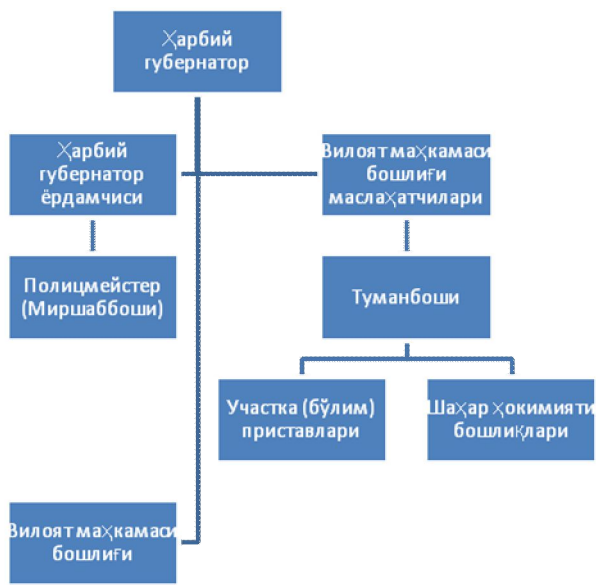 Ҳарбий
губернатор
Ҳарбий
губернатор
ёрдамчиси
Вилоят маҳкамаси
бошлиғи
маслаҳатчилари
Полицмейстер
(Миршаббоши)
Туманбоши
Участка (бўлим)
приставлари
Шаҳар ҳокимияти
бошлиқлари
Вилоят маҳкамаси
бошлиғи